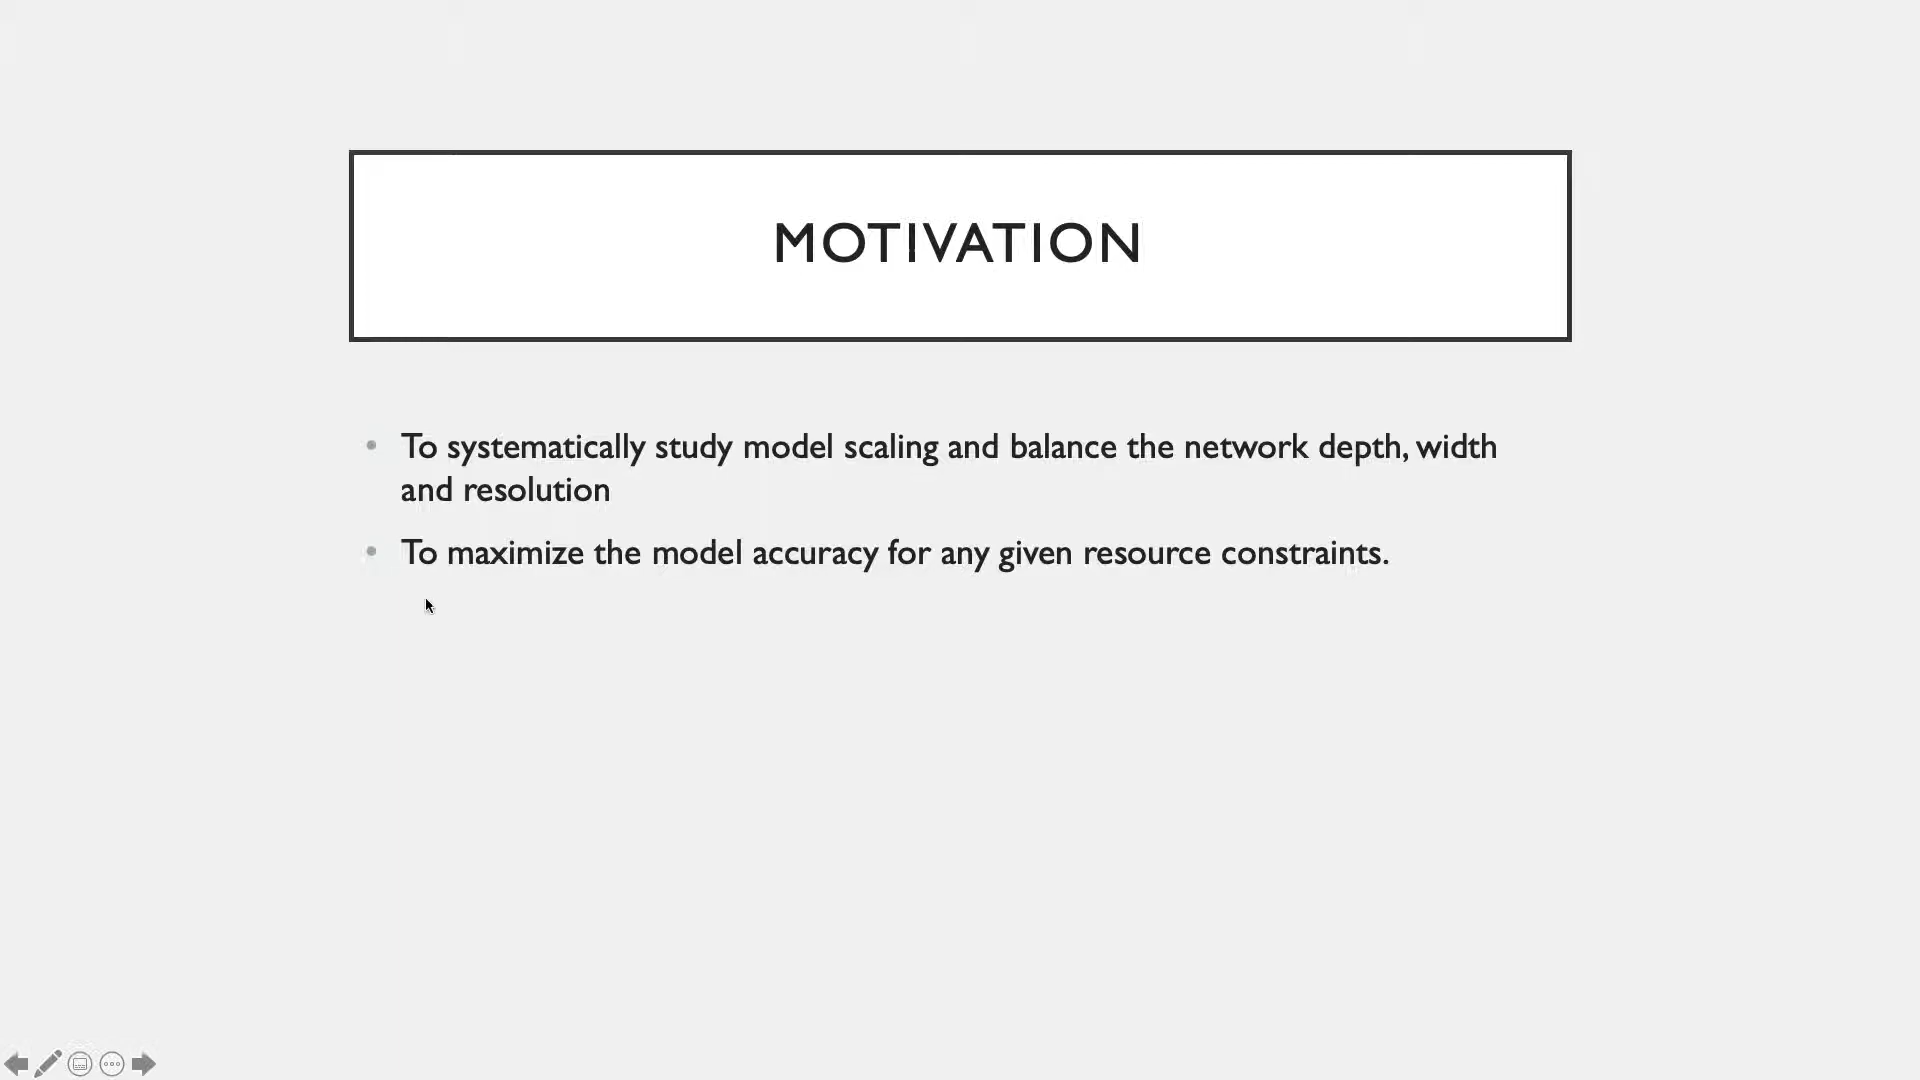 MOTIVATION
• To systematically study model scaling and balance the network depth, width
and resolution
• To maximize the model accuracy for any given resource constraints.